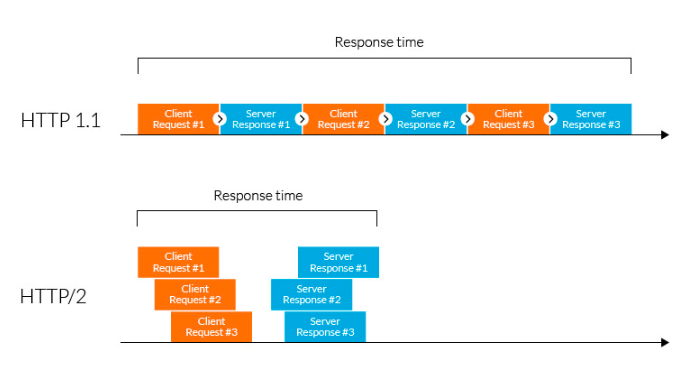 Response time
HTTP 1.1
Client
Request #1
Server
Response #1
Client
Request #2
Server
Response #2
Client
Request #3
Server
Response #3
Response time
HTTP/2
Client
Request #1
Server
Response #1
Client
Request #2
Server
Response #2
Client
Request #3
Server
Response #3